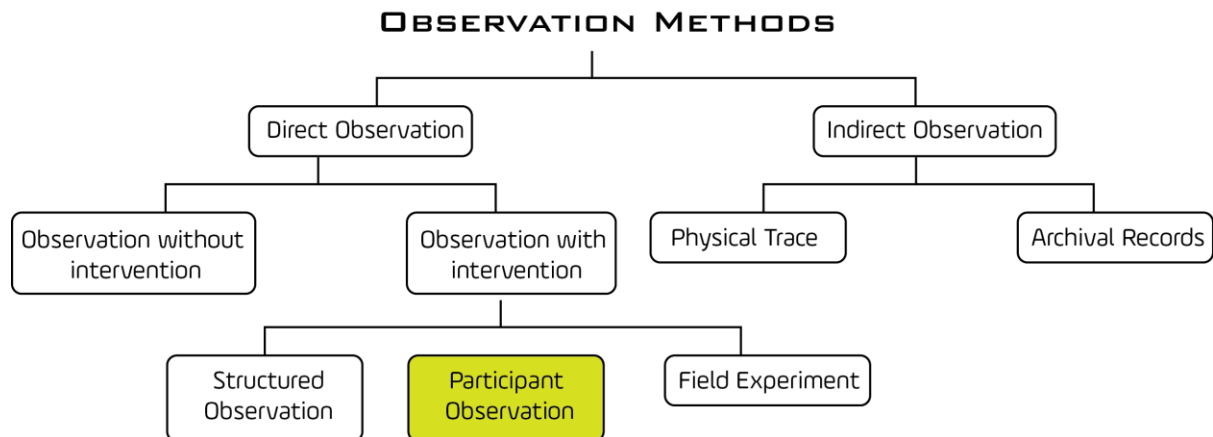 OBSERVATION METHODS
Direct Observation
Indirect Observation
Observation without
intervention
Observation with
intervention
Physical Trace
Archival Records
Structured
Observation
Participant
Observation
Field Experiment